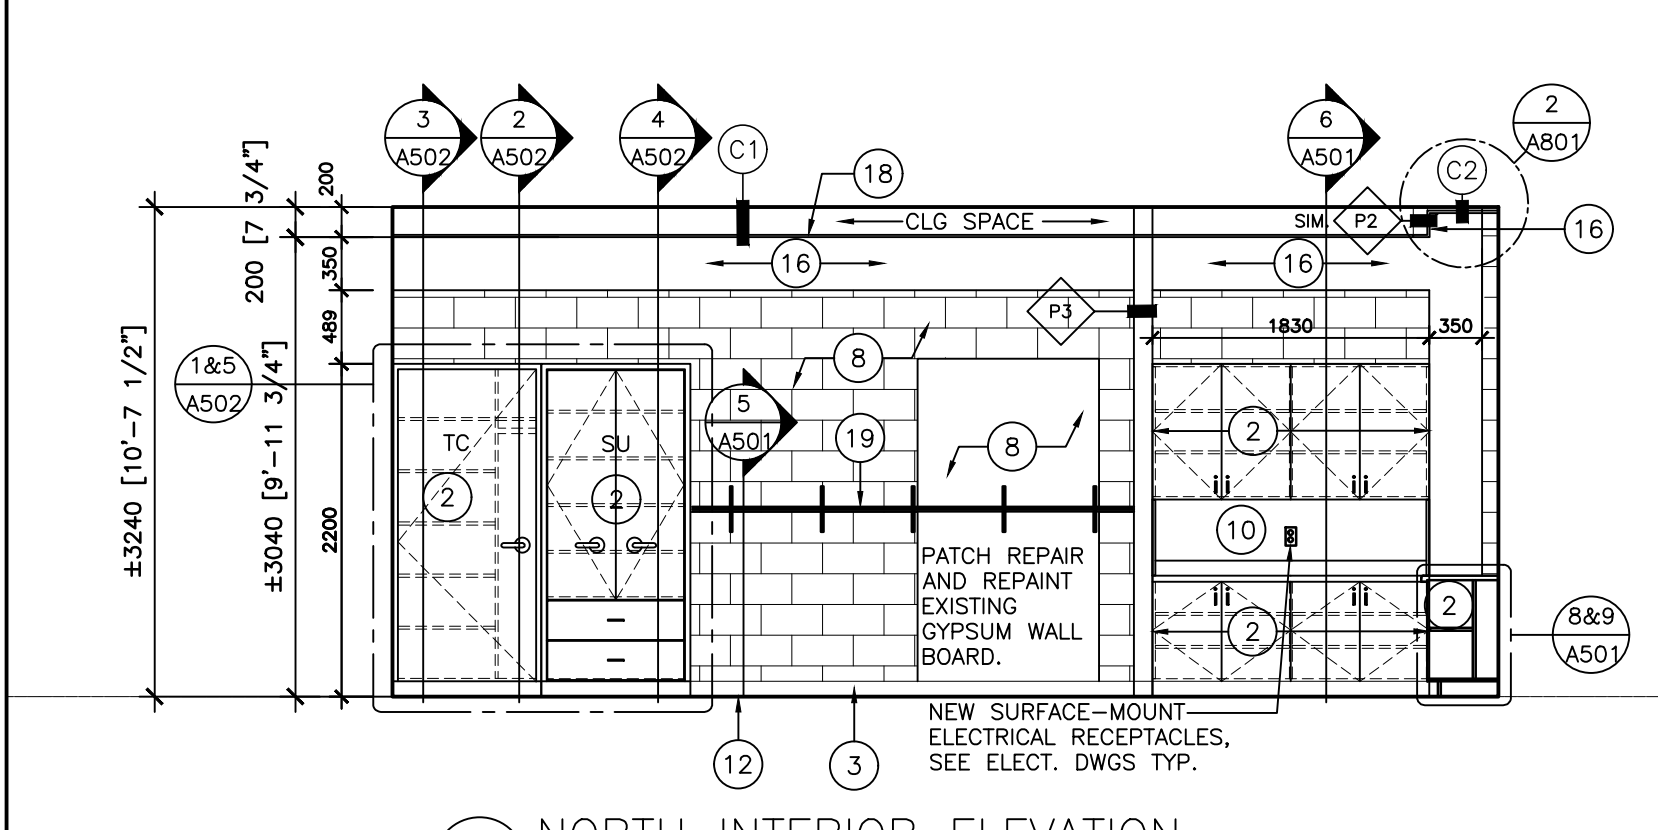 3
A502
2
A502
4
A502
C1
18
6
A501
2
A801
C2
200
200 [7 3/4"]
CLG SPACE
SIM.
P2
16
350
16
16
489
P3
1830
350
±3240 [10'-7 1/2"]
±3040 [9'-11 3/4"]
1&5
A502
8
5
A501
TC
SU
19
8
2
2
2
2200
10
PATCH REPAIR
AND REPAINT
EXISTING
GYPSUM WALL
BOARD.
2
2
8&9
A501
NEW SURFACE-MOUNT
ELECTRICAL RECEPTACLES,
SEE ELECT. DWGS TYP.
12
3
NORTH INTERIOR ELEVATION